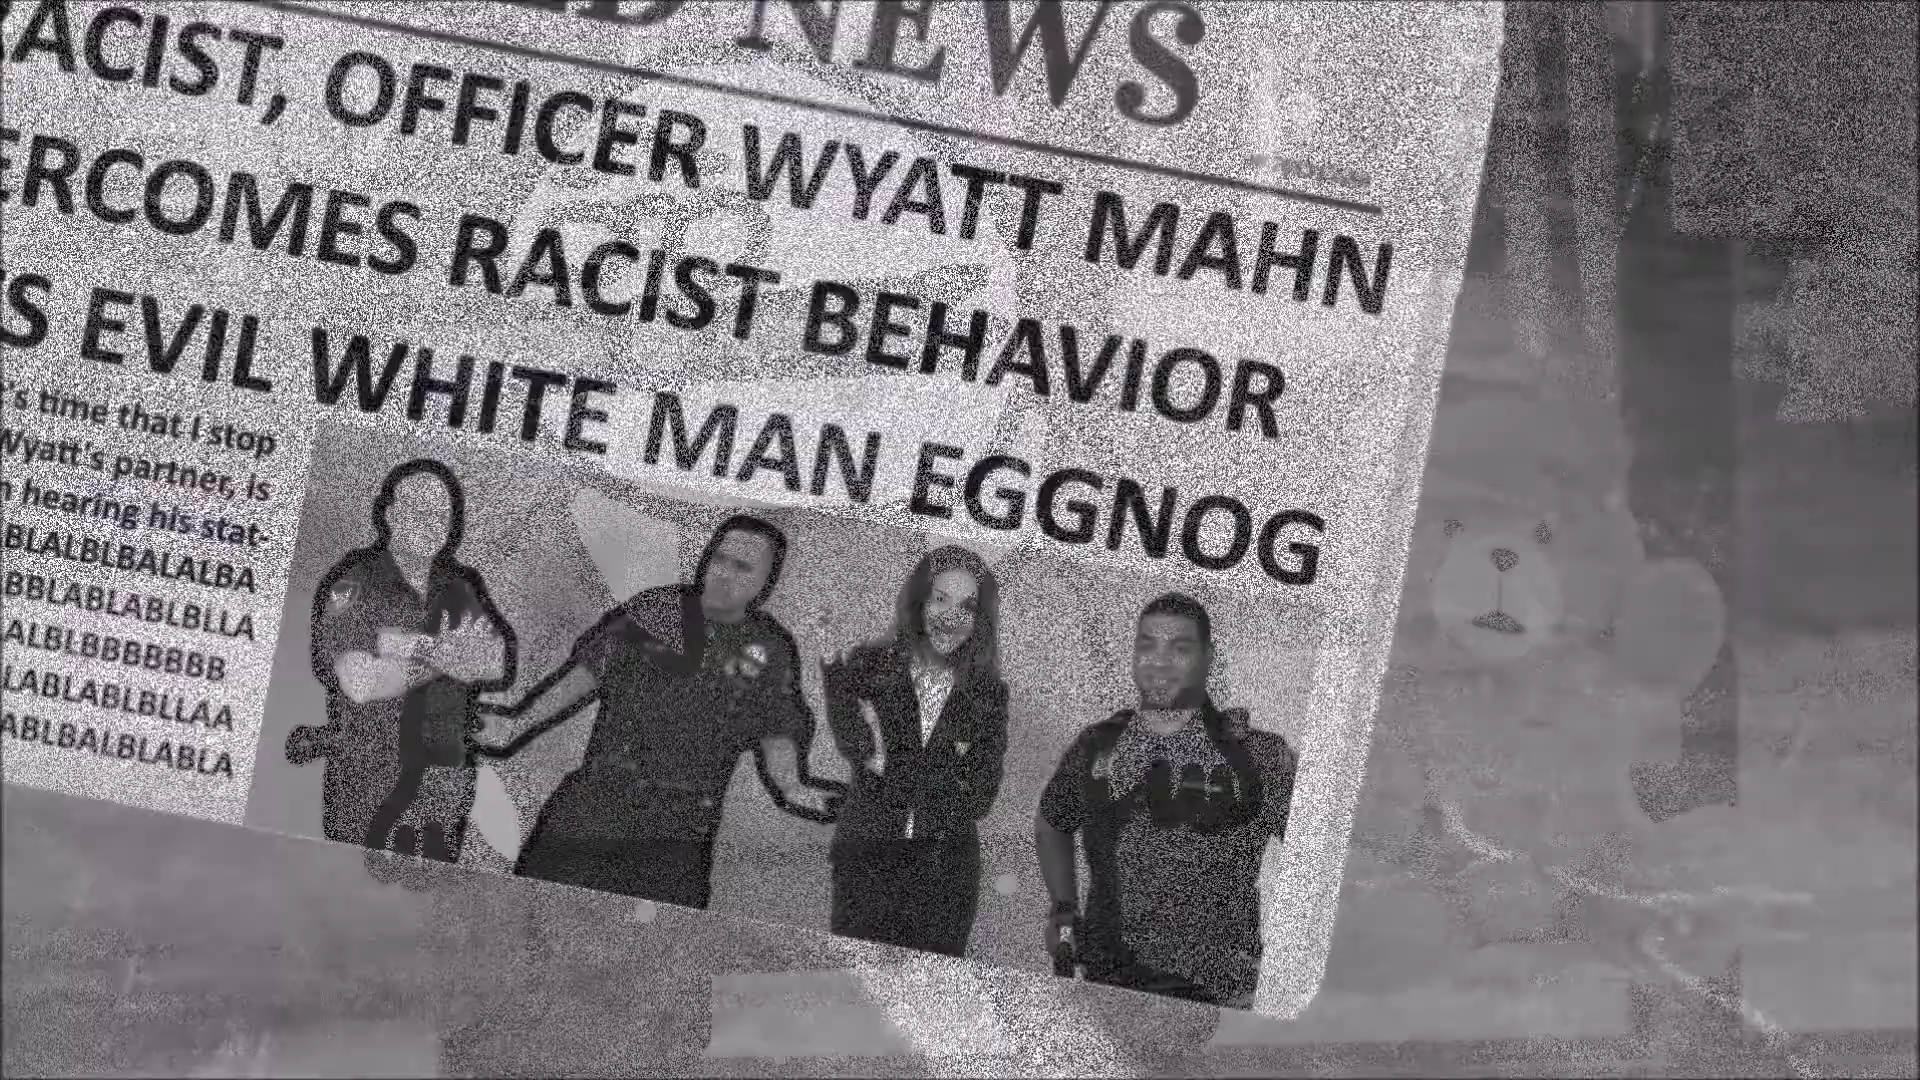 D NEWS
ACIST, OFFICER WYATT MAHN
ERCOMES RACIST BEHAVIOR
S EVIL WHITE MAN EGGNOG
's time that I stop
Wyatt's partner, is
n hearing his stat-
BLALBLBALALBA
BBLABLABLBLLA
ALBLBBBBBBB
LABLABLBLLAA
ABLBALBLABLA